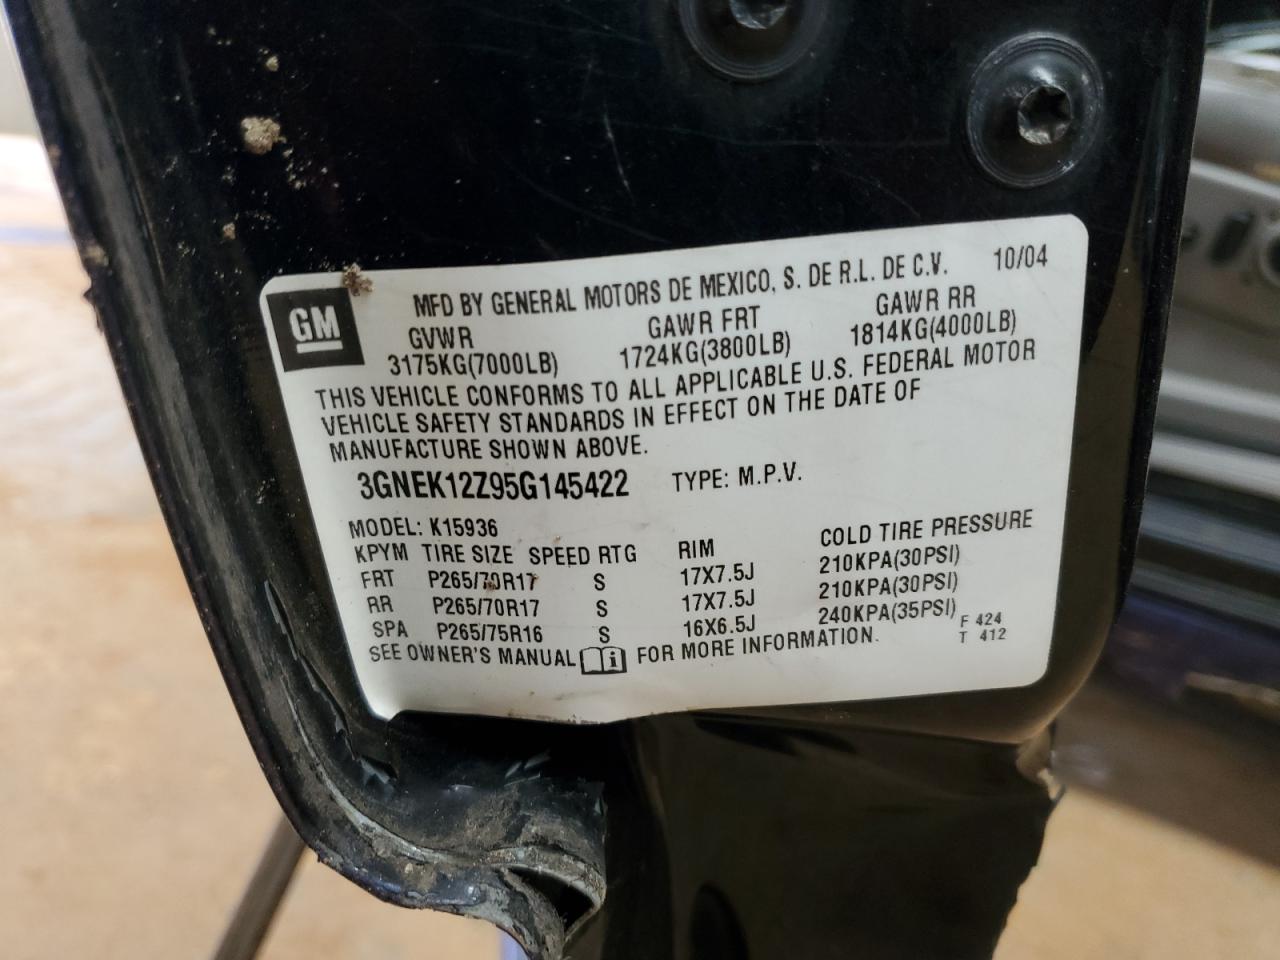 GM
MFD BY GENERAL MOTORS DE MEXICO, S. DE R.L. DE C.V. 10/04
GVWR GAWR FRT GAWR RR
3175KG(7000LB) 1724KG(3800LB) 1814KG(4000LB)
THIS VEHICLE CONFORMS TO ALL APPLICABLE U.S. FEDERAL MOTOR
VEHICLE SAFETY STANDARDS IN EFFECT ON THE DATE OF
MANUFACTURE SHOWN ABOVE.
3GNEK12Z95G145422 TYPE: M.P.V.
MODEL: K15936
KPYM TIRE SIZE SPEED RTG RIM COLD TIRE PRESSURE
FRT P265/70R17 S 17X7.5J 210KPA(30PSI)
RR P265/70R17 S 17X7.5J 210KPA(30PSI)
SPA P265/75R16 S 16X6.5J 240KPA(35PSI)
SEE OWNER'S MANUAL FOR MORE INFORMATION.
F 424
T 412